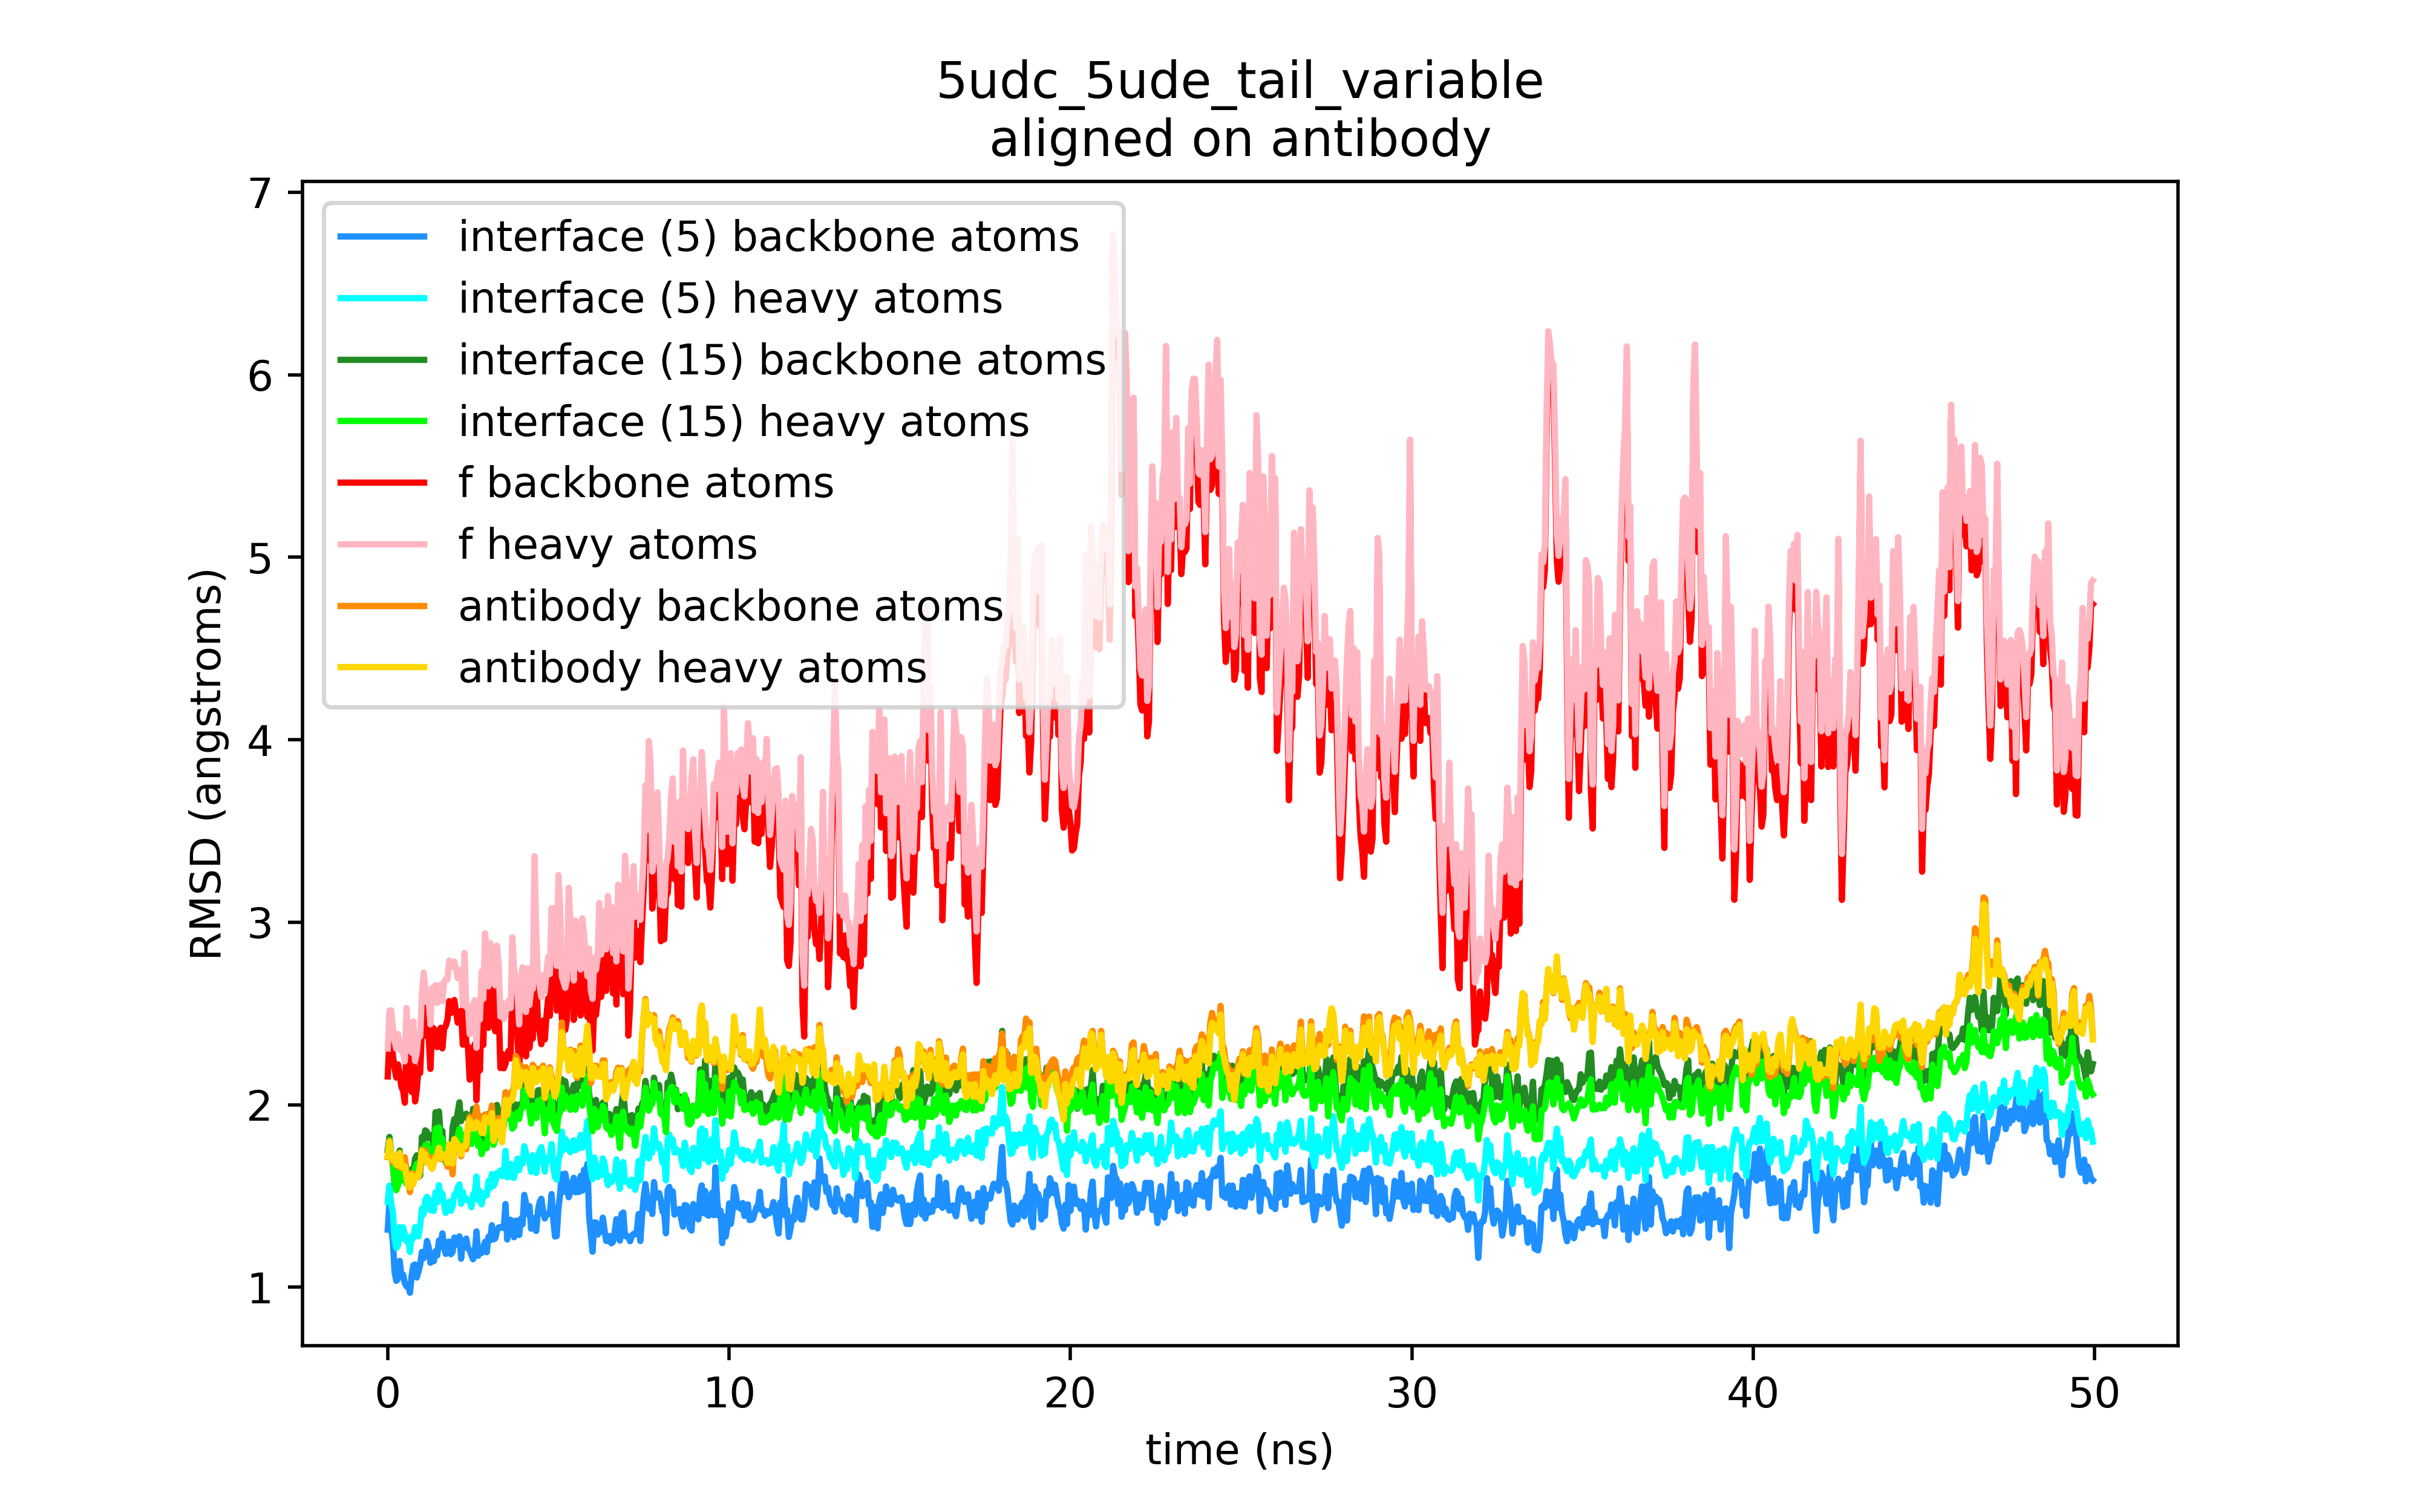 5udc_5ude_tail_variable
aligned on antibody
7
6
5
4
3
2
1
RMSD (angstroms)
interface (5) backbone atoms
interface (5) heavy atoms
interface (15) backbone atoms
interface (15) heavy atoms
f backbone atoms
f heavy atoms
antibody backbone atoms
antibody heavy atoms
0 10 20 30 40 50
time (ns)